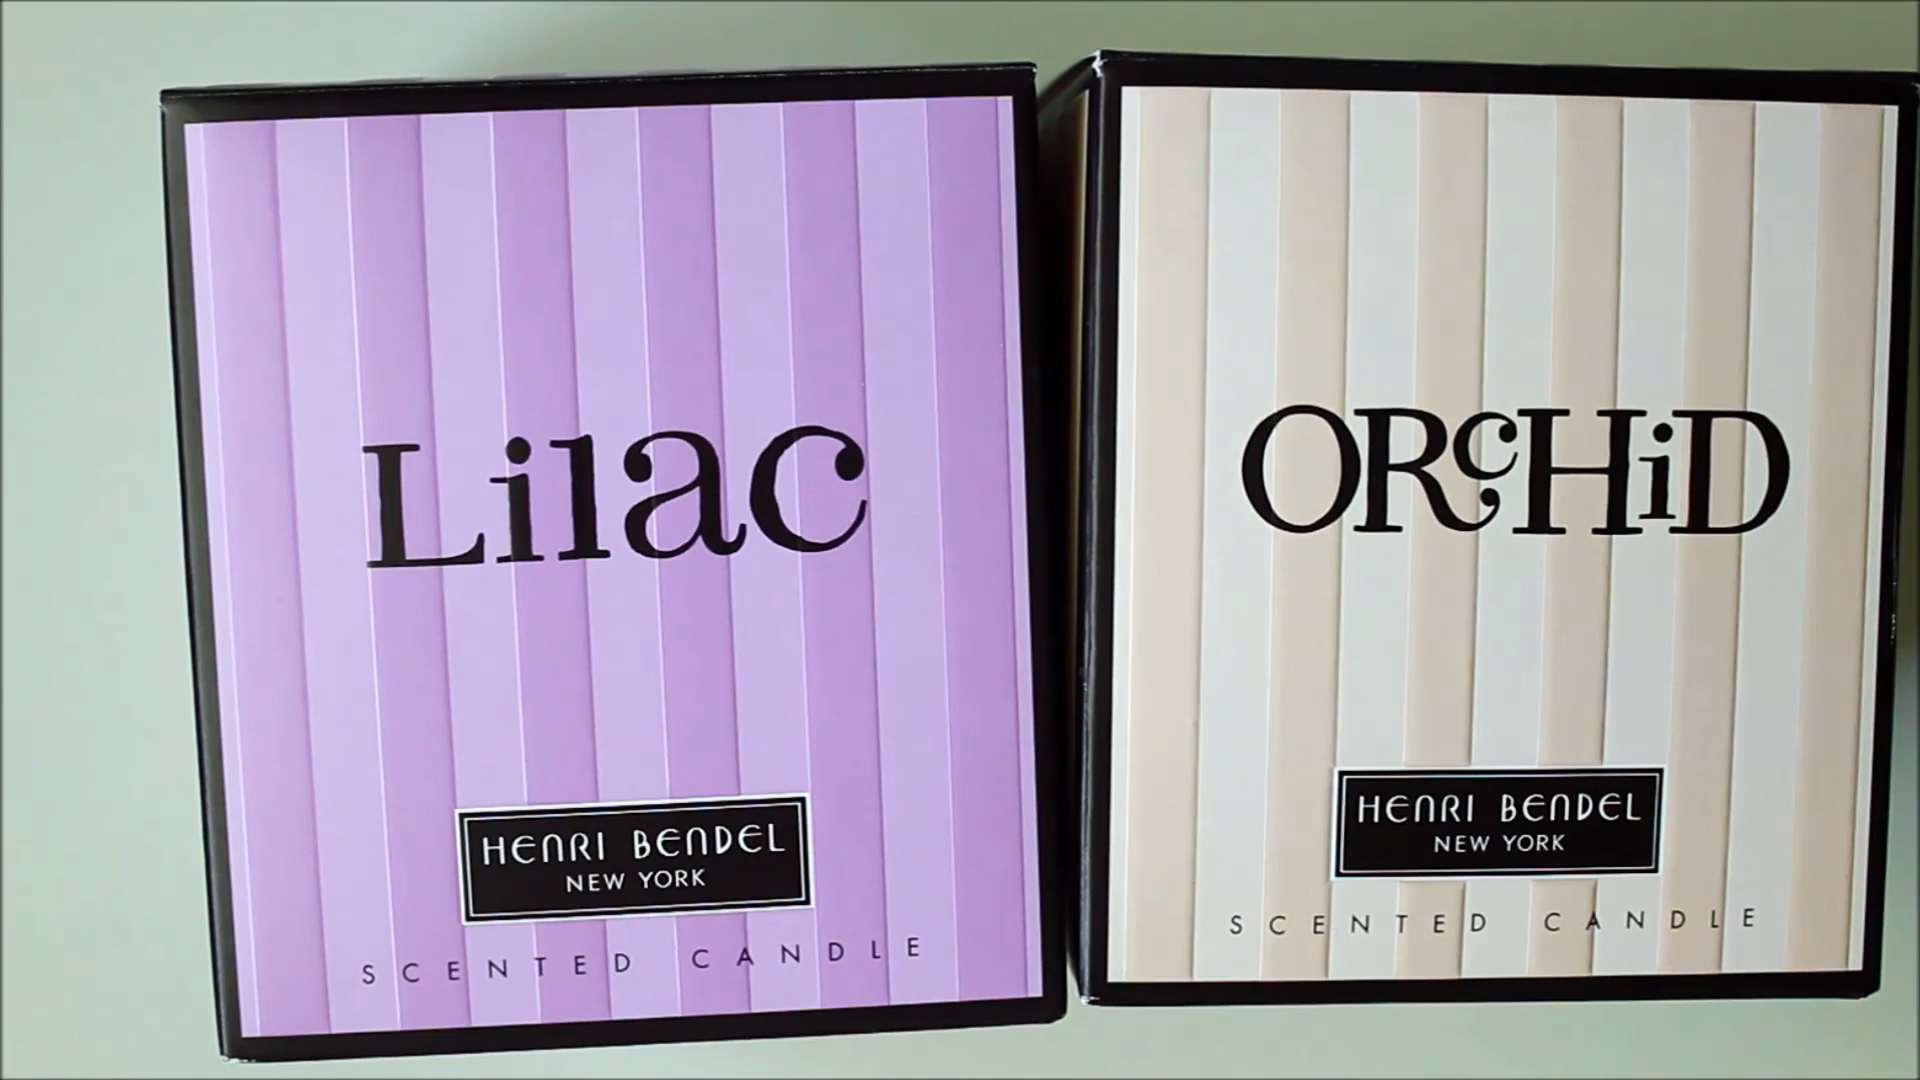 Lilac
HENRI BENDEL
NEW YORK
SCENTED CANDLE
ORcHiD
HENRI BENDEL
NEW YORK
SCENTED CANDLE